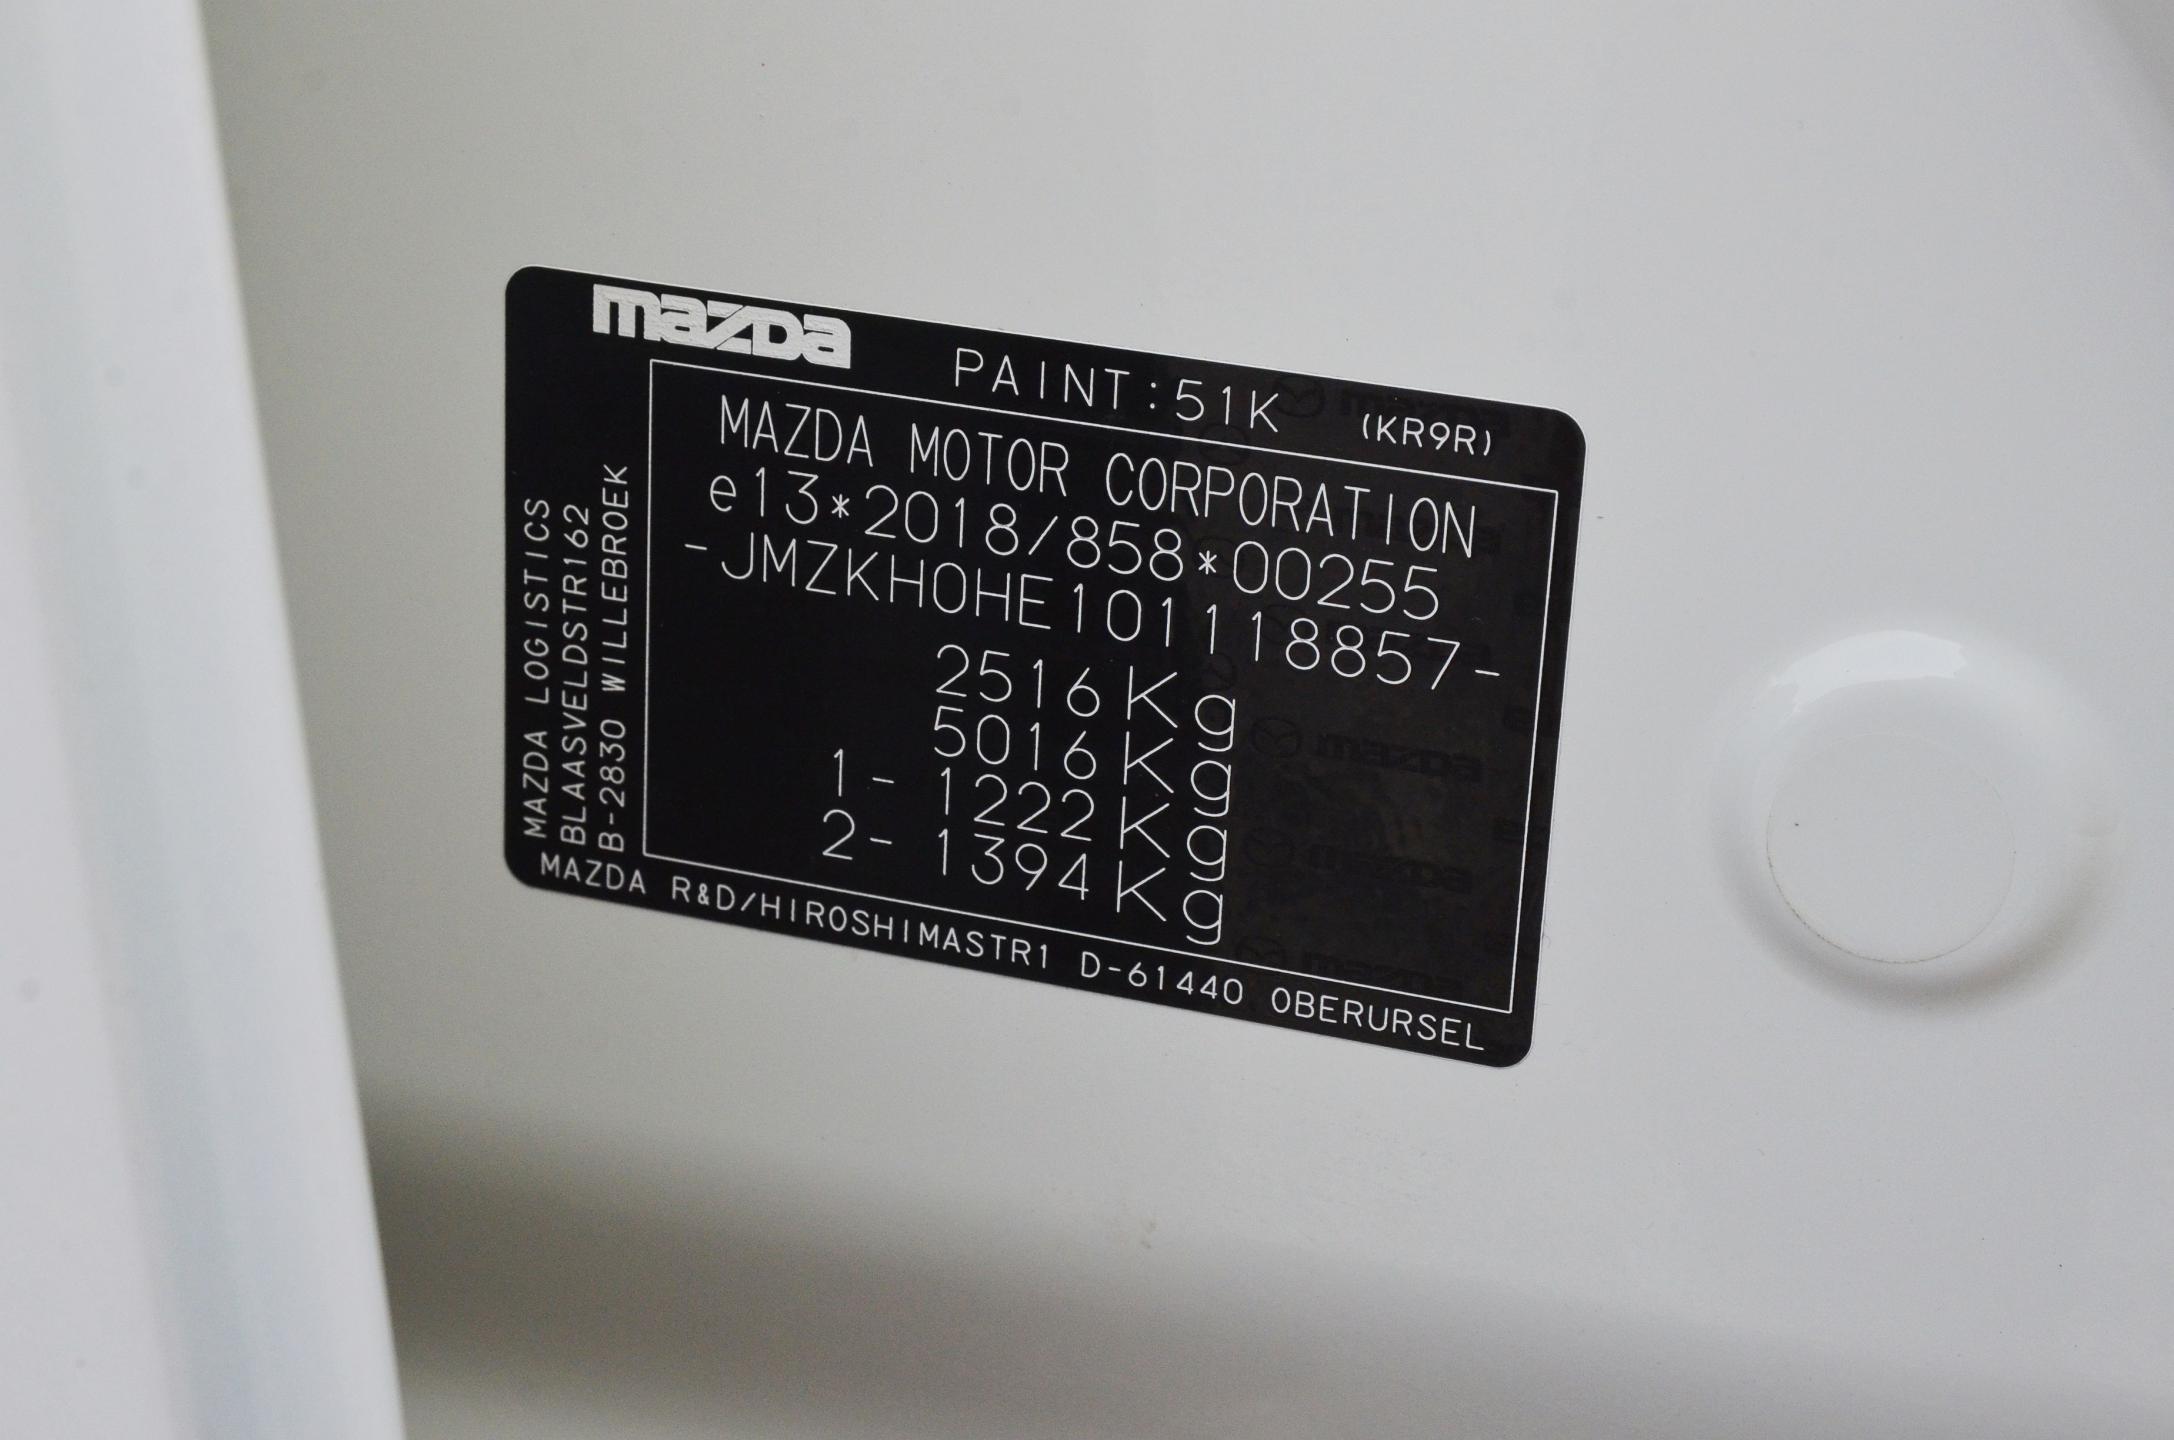 mazda PAINT:51K (KR9R)
MAZDA MOTOR CORPORATION
e13*2018/858*00255
-JMZKH0HE101118857-
2516Kg
5016Kg
1- 1222Kg
2- 1394Kg
MAZDA LOGISTICS
BLAASVELDSTR162
B-2830 WILLEBROEK
MAZDA R&D/HIROSHIMASTR1 D-61440 OBERURSEL